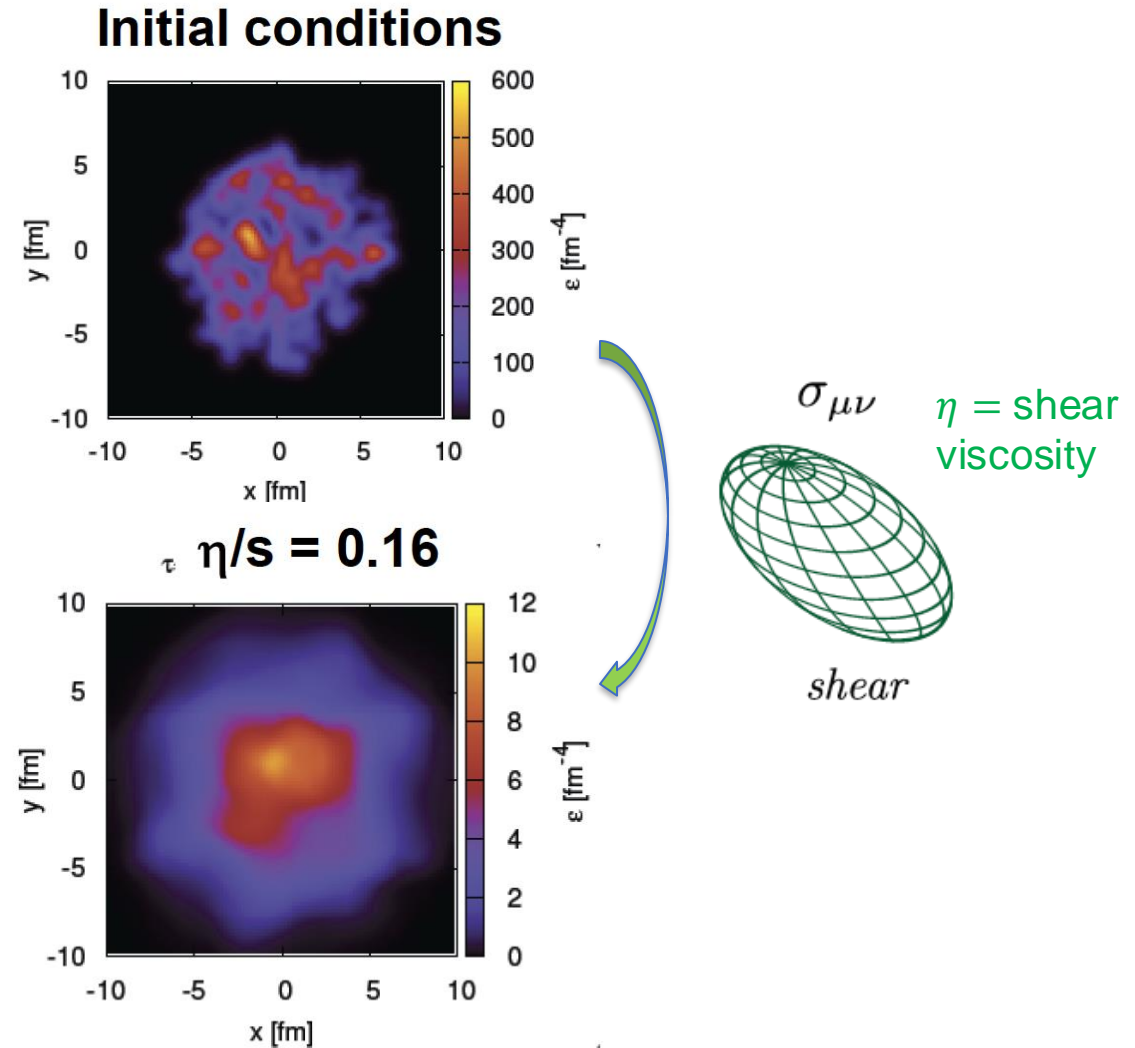 Initial conditions
10
5
0
-5
-10
y [fm]
-10 -5 0 5 10
x [fm]
600
500
400
300
200
100
0
ε [fm⁻⁴]
τ η/s = 0.16
10
5
0
-5
-10
y [fm]
-10 -5 0 5 10
x [fm]
12
10
8
6
4
2
0
ε [fm⁻⁴]
σμν
shear
η = shear
viscosity